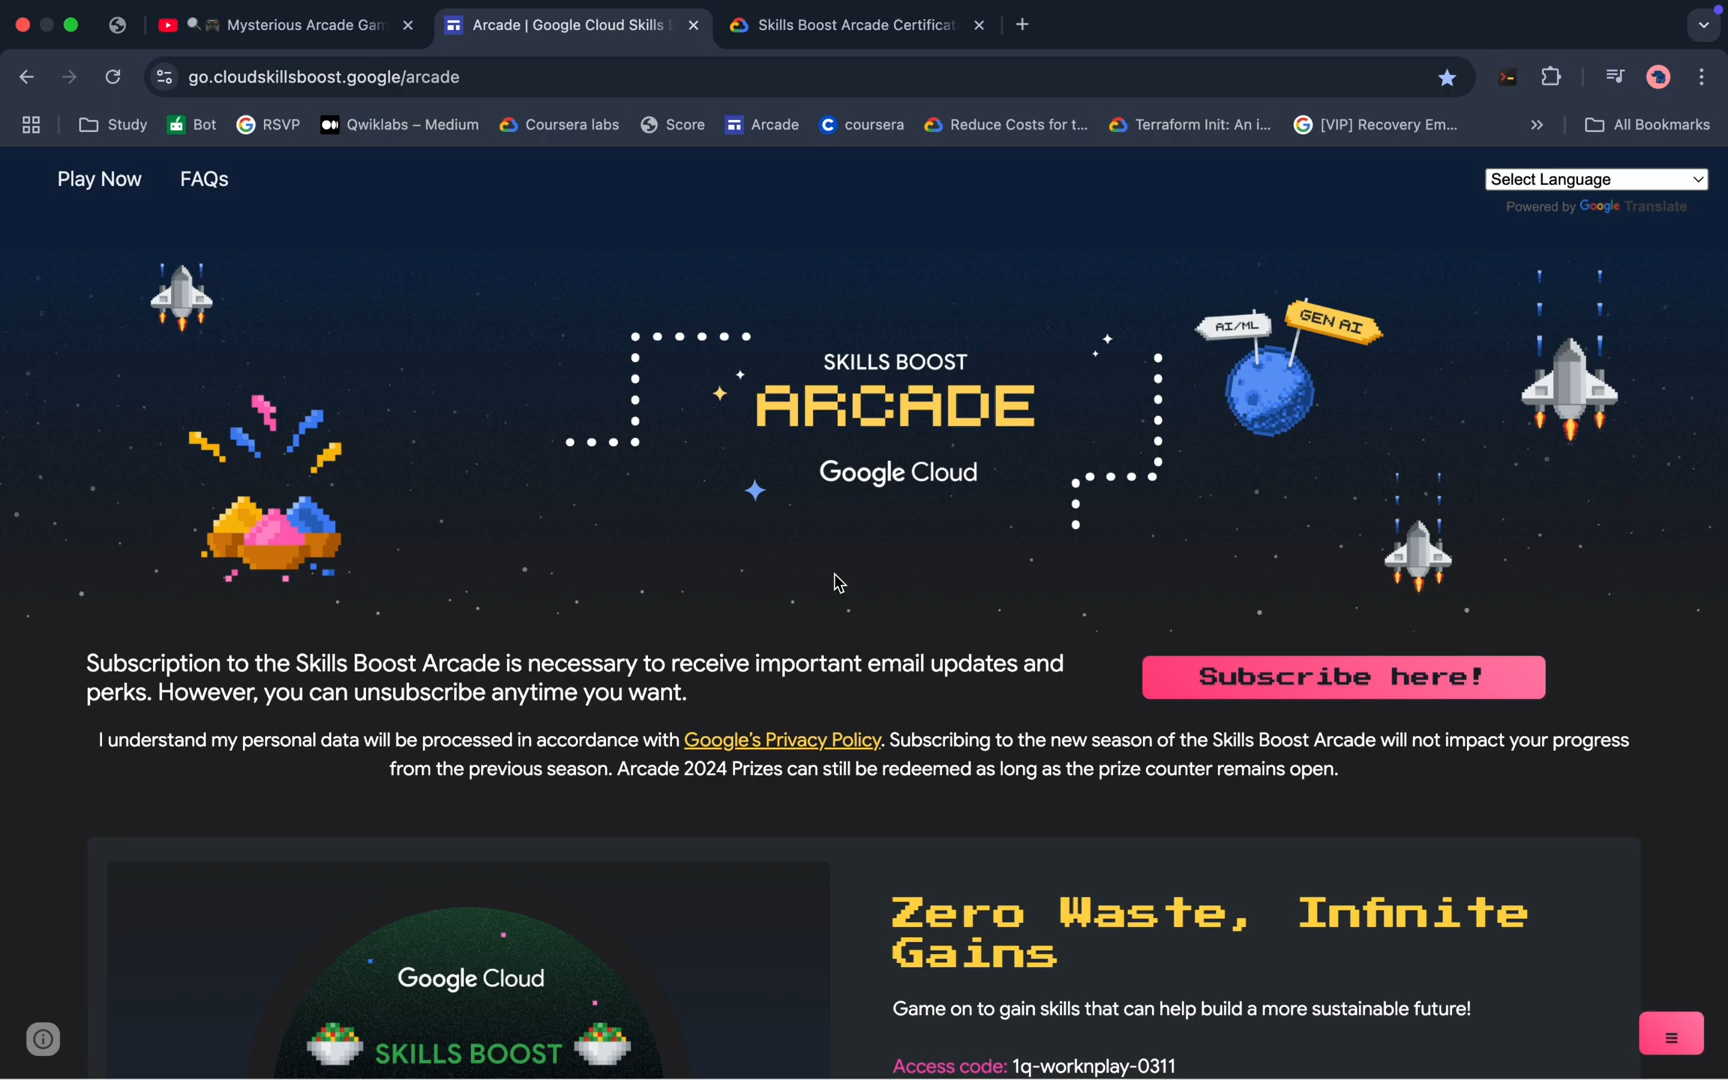 Mysterious Arcade Gam
Arcade | Google Cloud Skills
Skills Boost Arcade Certificat
go.cloudskillsboost.google/arcade
Study
Bot
RSVP
Qwiklabs – Medium
Coursera labs
Score
Arcade
coursera
Reduce Costs for t...
Terraform Init: An i...
[VIP] Recovery Em...
»
All Bookmarks
Play Now
FAQs
Select Language
Powered by Google Translate
AI/ML
GEN AI
SKILLS BOOST
ARCADE
Google Cloud
Subscription to the Skills Boost Arcade is necessary to receive important email updates and
perks. However, you can unsubscribe anytime you want.
Subscribe here!
I understand my personal data will be processed in accordance with Google's Privacy Policy. Subscribing to the new season of the Skills Boost Arcade will not impact your progress
from the previous season. Arcade 2024 Prizes can still be redeemed as long as the prize counter remains open.
Google Cloud
SKILLS BOOST
Zero Waste, Infinite
Gains
Game on to gain skills that can help build a more sustainable future!
Access code: 1q-worknplay-0311